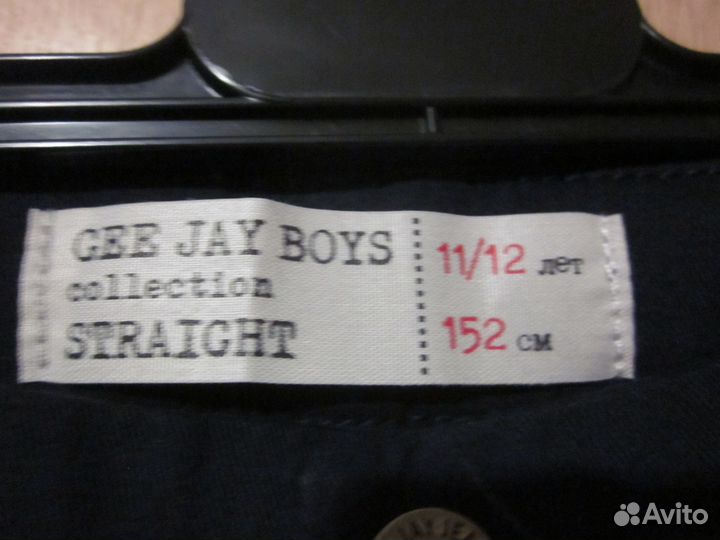 GEE JAY BOYS
collection
STRAIGHT
11/12 лет
152 см
Avito